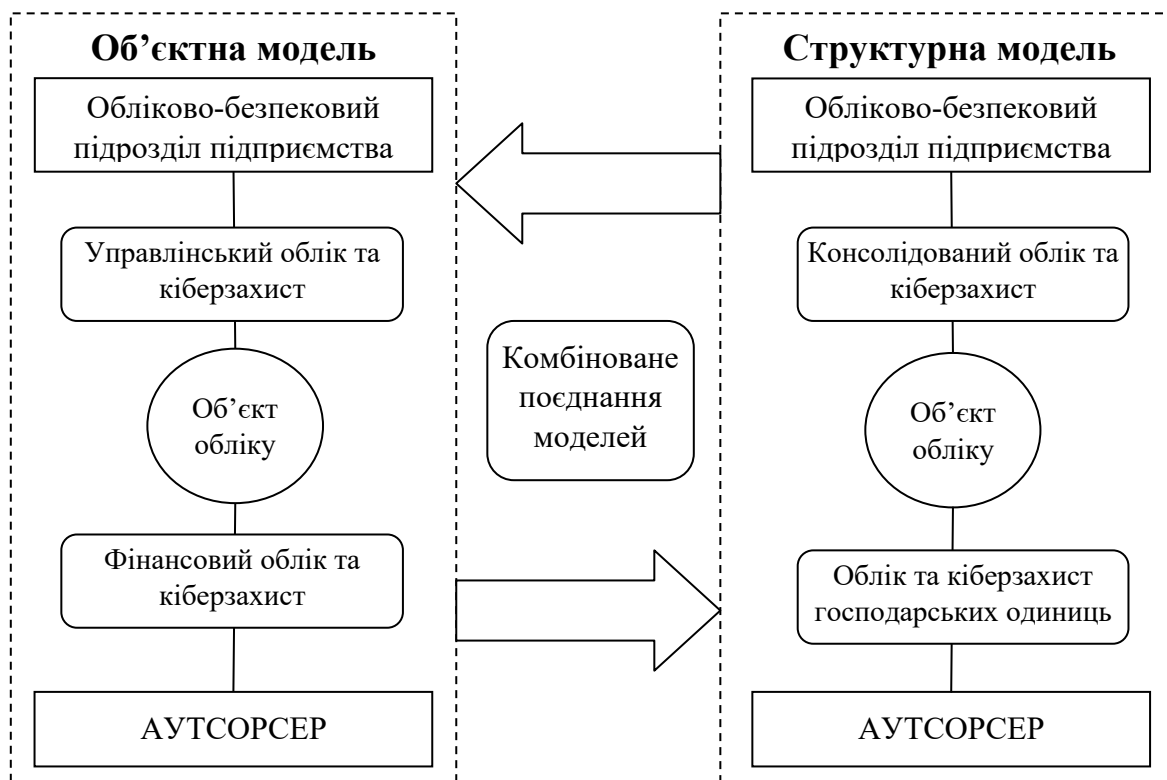 Об’єктна модель
Обліково-безпековий
підрозділ підприємства
Управлінський облік та
кіберзахист
Об’єкт
обліку
Фінансовий облік та
кіберзахист
АУТСОРСЕР
Комбіноване
поєднання
моделей
Структурна модель
Обліково-безпековий
підрозділ підприємства
Консолідований облік та
кіберзахист
Об’єкт
обліку
Облік та кіберзахист
господарських одиниць
АУТСОРСЕР